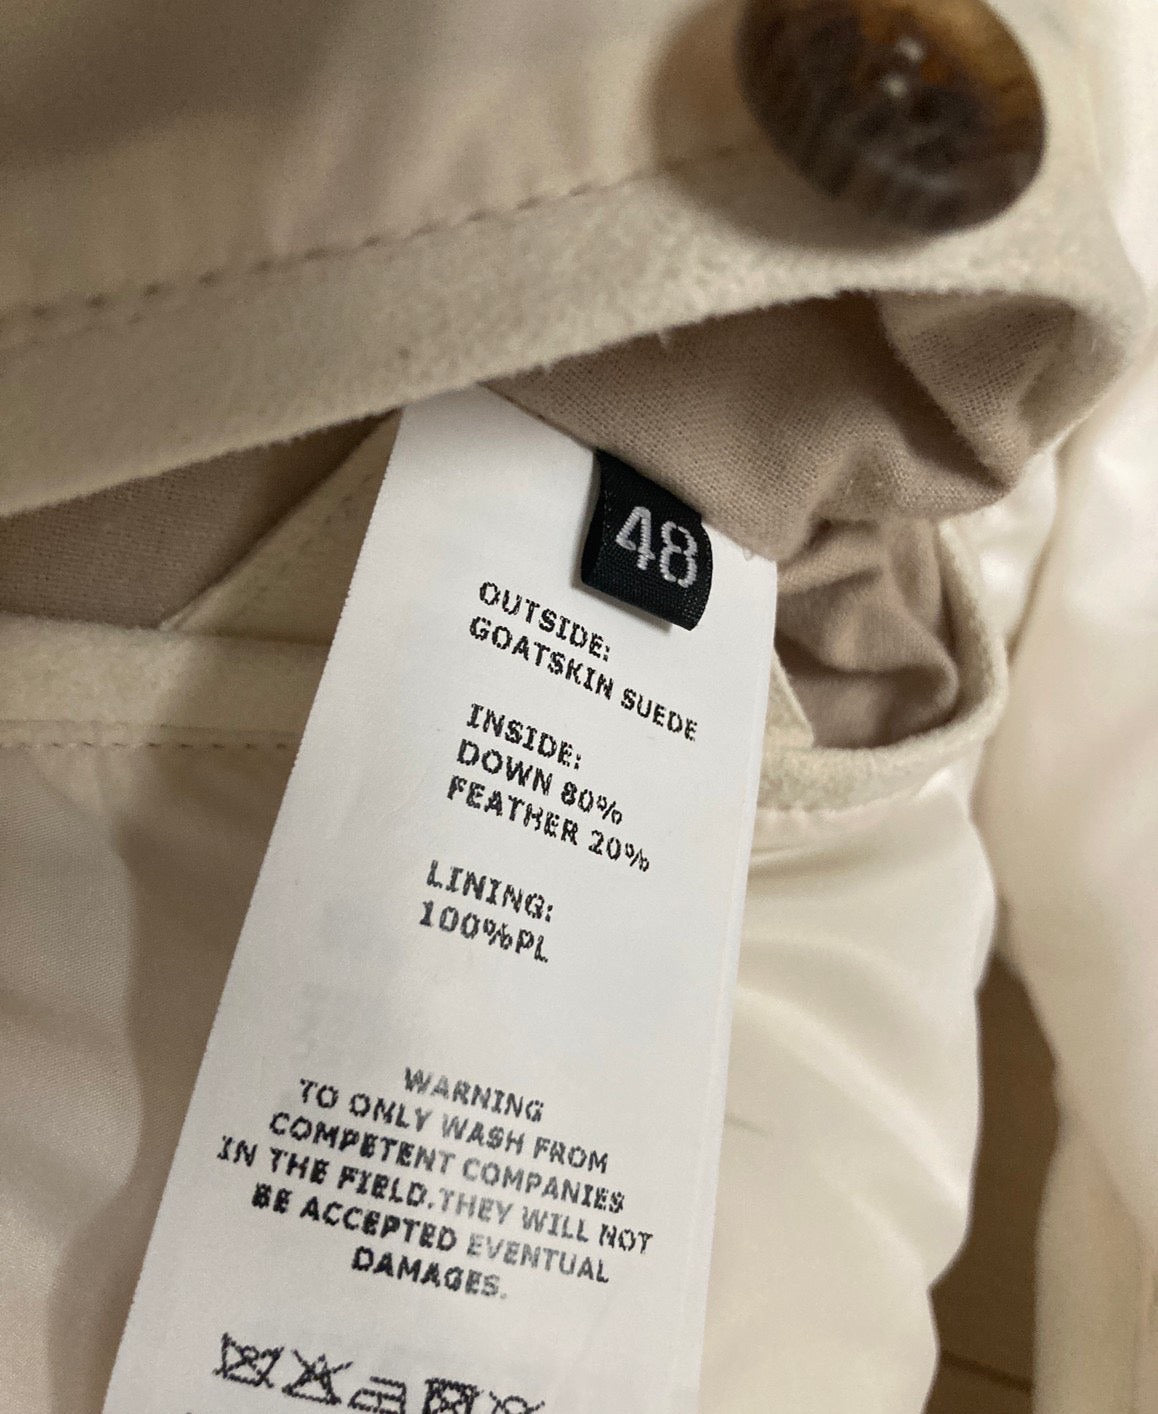 48
OUTSIDE:
GOATSKIN SUEDE
INSIDE:
DOWN 80%
FEATHER 20%
LINING:
100%PL
WARNING
TO ONLY WASH FROM
COMPETENT COMPANIES
IN THE FIELD.THEY WILL NOT
BE ACCEPTED EVENTUAL
DAMAGES.